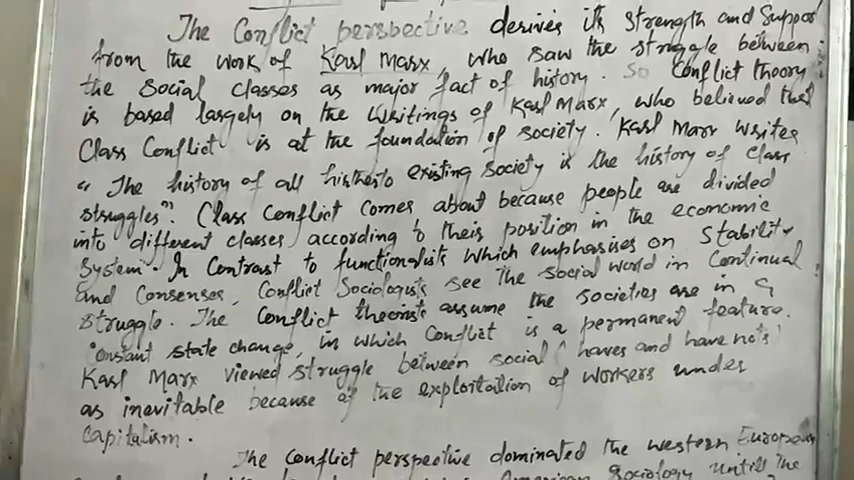 The Conflict perspective derives its strength and Support
from the work of Karl Marx, who saw the struggle between
the Social Classes as major fact of history. So Conflict theory
is based largely on the writings of Karl Marx, who believed that
Class Conflict is at the foundation of society. Karl Marx writes
" The history of all hitherto existing Society is the history of class
struggles". Class Conflict Comes about because people are divided
into different classes according to their position in the economic
System. In Contrast to functionalists which emphasises on Stability
and Consenses, Conflict Sociologists see the social world in Continual
struggle. The Conflict theorists assume the societies are in a
Constant state change, in which Conflict is a permanent feature.
Karl Marx viewed struggle between social (haves and have nots)
as inevitable because of the exploitation of workers under
Capitalism.
The Conflict perspective dominated the western European
American Sociology untill the